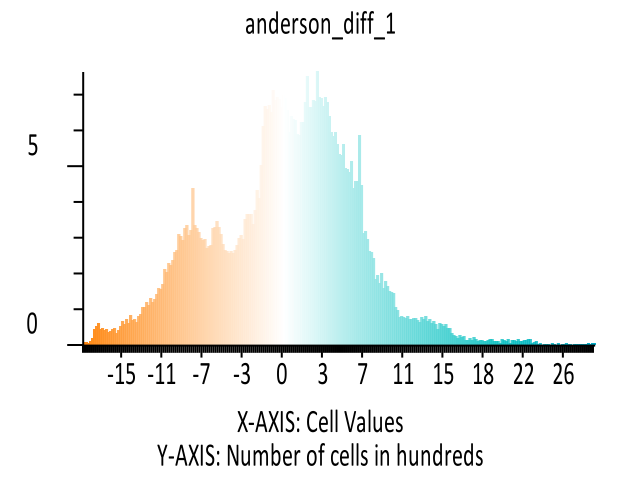 anderson_diff_1
5
0
-15 -11 -7 -3 0 3 7 11 15 18 22 26
X-AXIS: Cell Values
Y-AXIS: Number of cells in hundreds